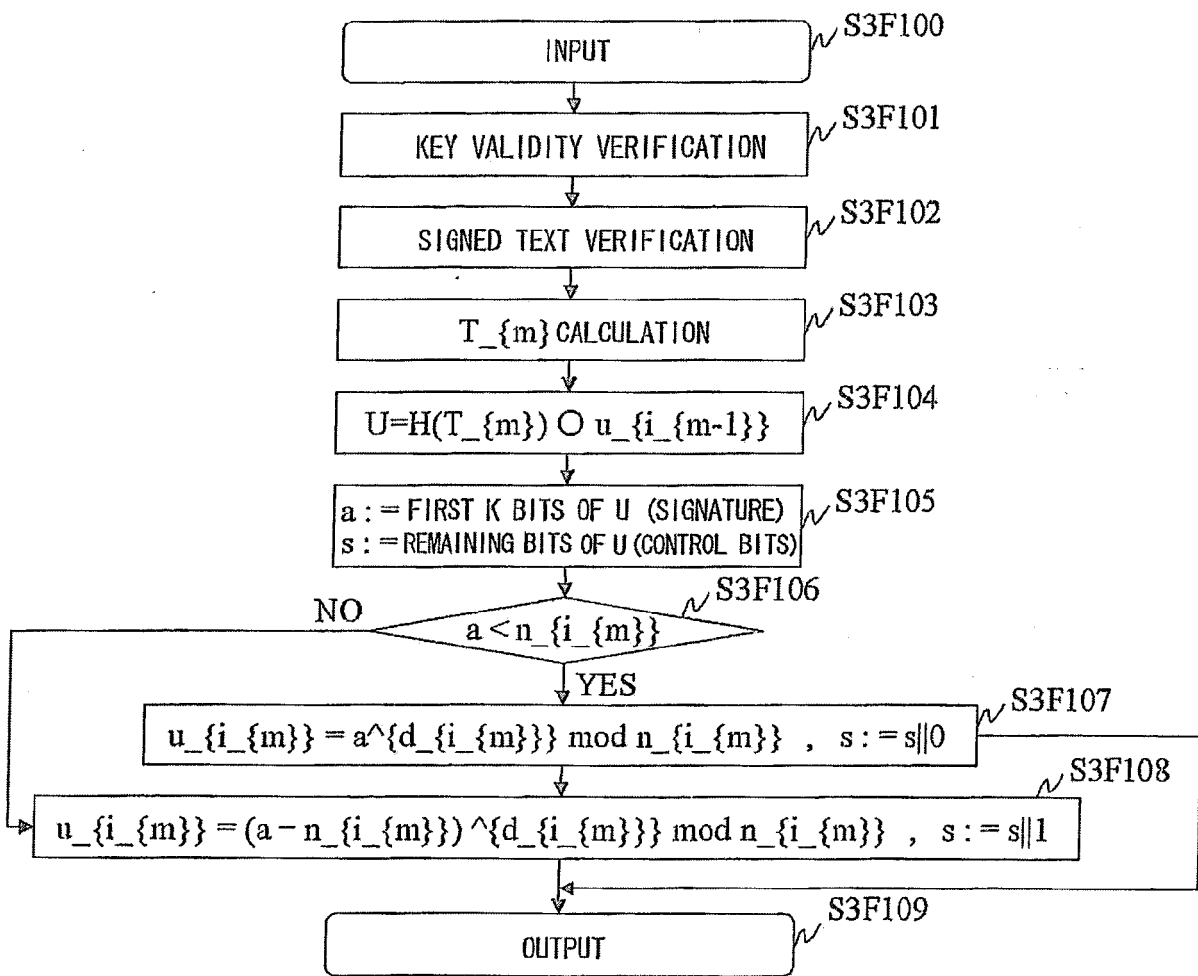 INPUT
S3F100
KEY VALIDITY VERIFICATION
S3F101
SIGNED TEXT VERIFICATION
S3F102
T_{m} CALCULATION
S3F103
U=H(T_{m}) ○ u_{i_{m-1}}
S3F104
a := FIRST K BITS OF U (SIGNATURE)
s := REMAINING BITS OF U (CONTROL BITS)
S3F105
NO
a < n_{i_{m}}
S3F106
YES
u_{i_{m}} = a^{d_{i_{m}}} mod n_{i_{m}} , s := s||0
S3F107
u_{i_{m}} = (a − n_{i_{m}})^{d_{i_{m}}} mod n_{i_{m}} , s := s||1
S3F108
OUTPUT
S3F109